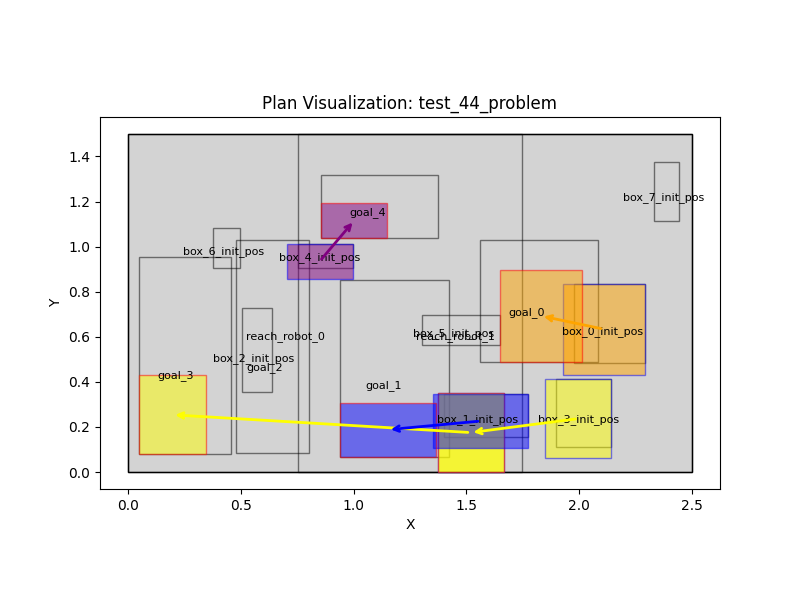 Plan Visualization: test_44_problem
1.4
1.2
1.0
0.8
0.6
0.4
0.2
0.0
Y
box_7_init_pos
goal_4
box_6_init_pos
box_4_init_pos
goal_0
box_0_init_pos
box_5_init_pos
reach_robot_1
reach_robot_0
box_2_init_pos
goal_2
goal_3
goal_1
box_1_init_pos
box_3_init_pos
0.0
0.5
1.0
1.5
2.0
2.5
X